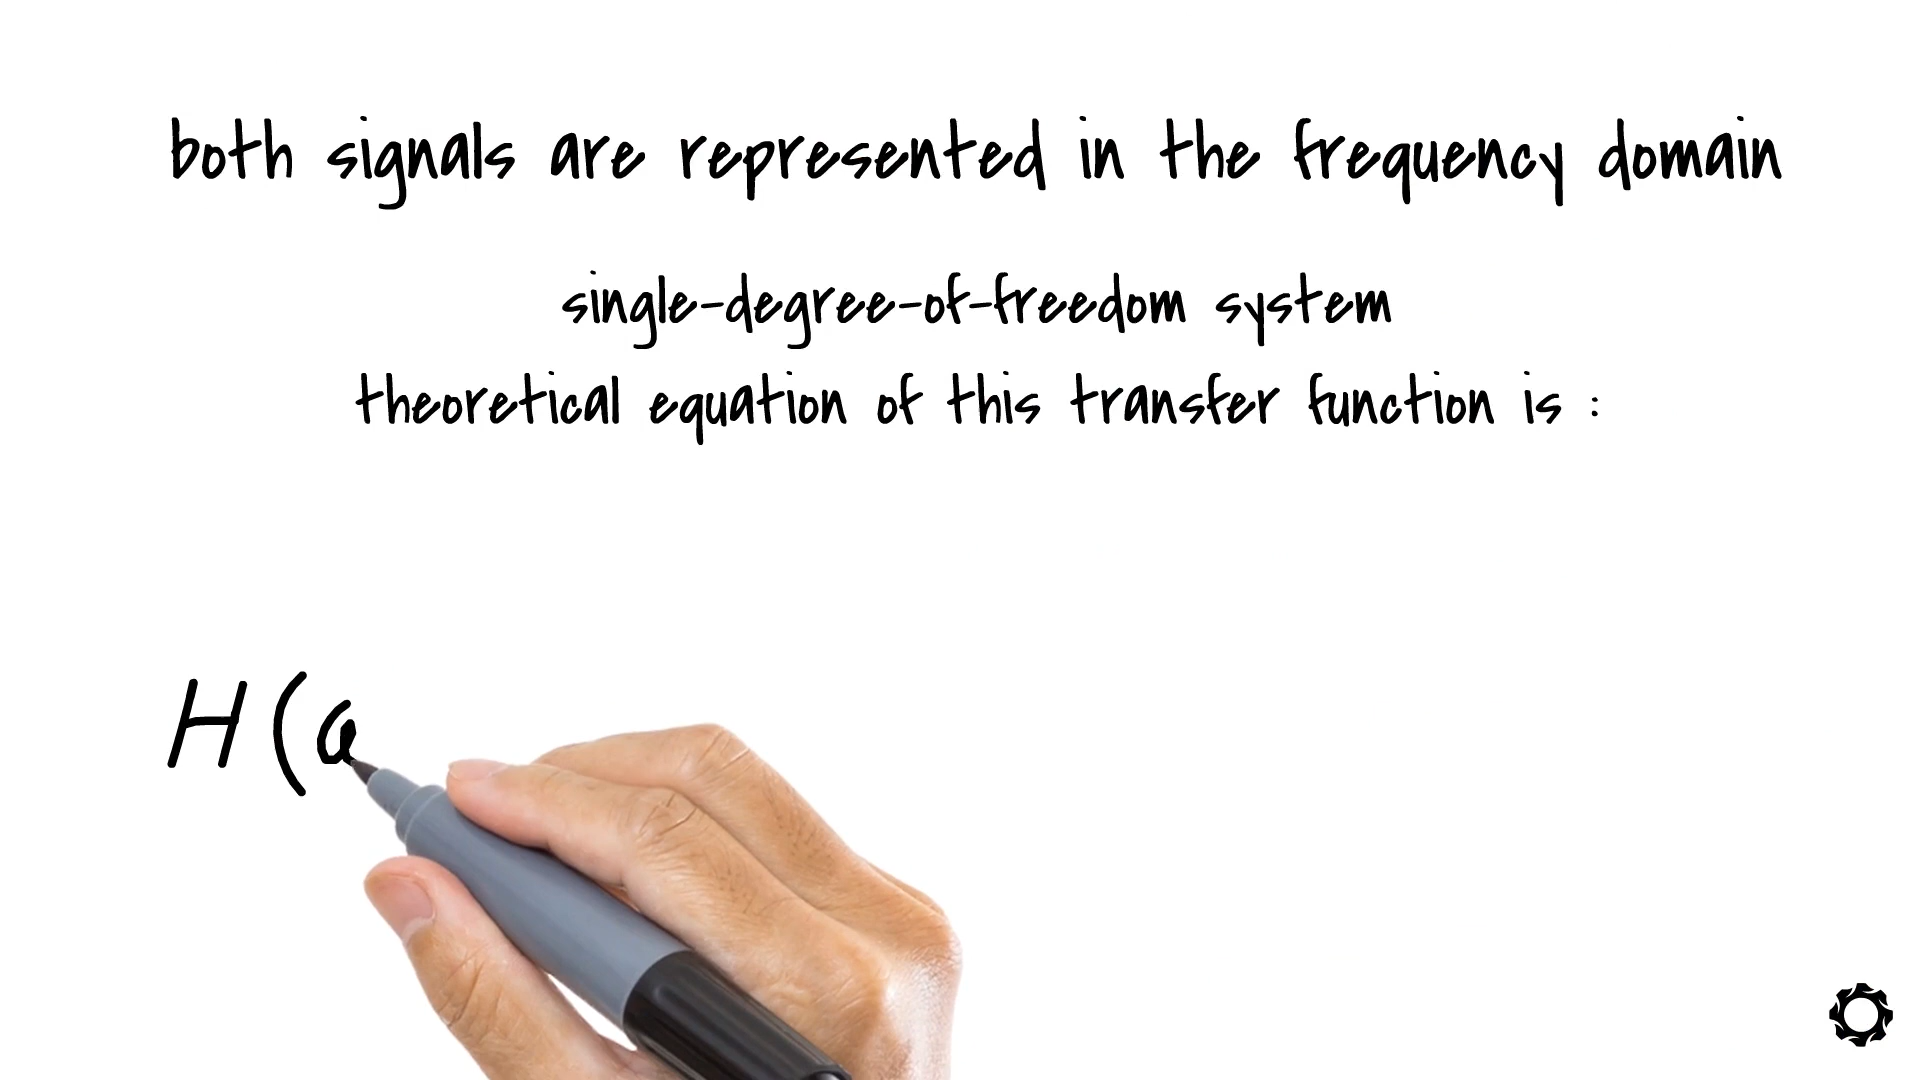 both signals are represented in the frequency domain
single-degree-of-freedom system
theoretical equation of this transfer function is :
H(